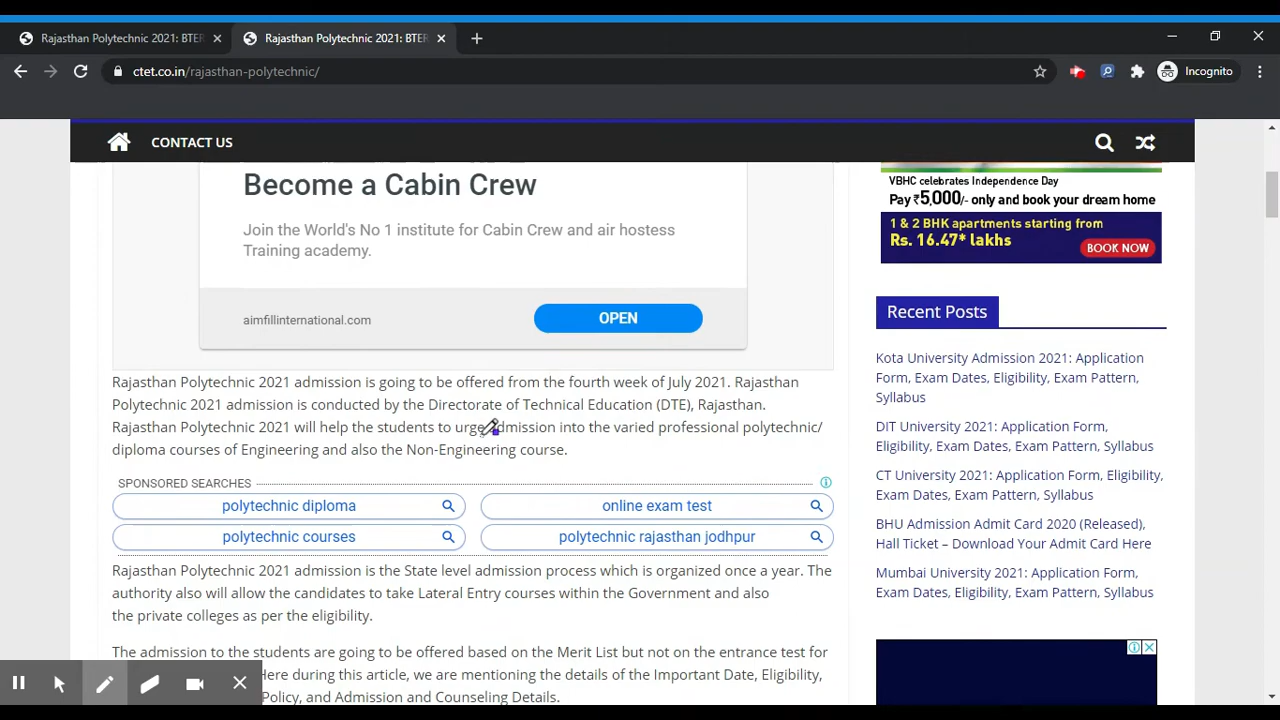 Rajasthan Polytechnic 2021: BTER
Rajasthan Polytechnic 2021: BTER
ctet.co.in/rajasthan-polytechnic/
Incognito
CONTACT US
Become a Cabin Crew
Join the World's No 1 institute for Cabin Crew and air hostess
Training academy.
aimfillinternational.com
OPEN
Rajasthan Polytechnic 2021 admission is going to be offered from the fourth week of July 2021. Rajasthan
Polytechnic 2021 admission is conducted by the Directorate of Technical Education (DTE), Rajasthan.
Rajasthan Polytechnic 2021 will help the students to urge admission into the varied professional polytechnic/
diploma courses of Engineering and also the Non-Engineering course.
SPONSORED SEARCHES
polytechnic diploma
online exam test
polytechnic courses
polytechnic rajasthan jodhpur
Rajasthan Polytechnic 2021 admission is the State level admission process which is organized once a year. The
authority also will allow the candidates to take Lateral Entry courses within the Government and also
the private colleges as per the eligibility.
The admission to the students are going to be offered based on the Merit List but not on the entrance test for
Here during this article, we are mentioning the details of the Important Date, Eligibility,
Policy, and Admission and Counseling Details.
VBHC celebrates Independence Day
Pay ₹5,000/- only and book your dream home
1 & 2 BHK apartments starting from
Rs. 16.47* lakhs
BOOK NOW
Recent Posts
Kota University Admission 2021: Application
Form, Exam Dates, Eligibility, Exam Pattern,
Syllabus
DIT University 2021: Application Form,
Eligibility, Exam Dates, Exam Pattern, Syllabus
CT University 2021: Application Form, Eligibility,
Exam Dates, Exam Pattern, Syllabus
BHU Admission Admit Card 2020 (Released),
Hall Ticket – Download Your Admit Card Here
Mumbai University 2021: Application Form,
Exam Dates, Eligibility, Exam Pattern, Syllabus